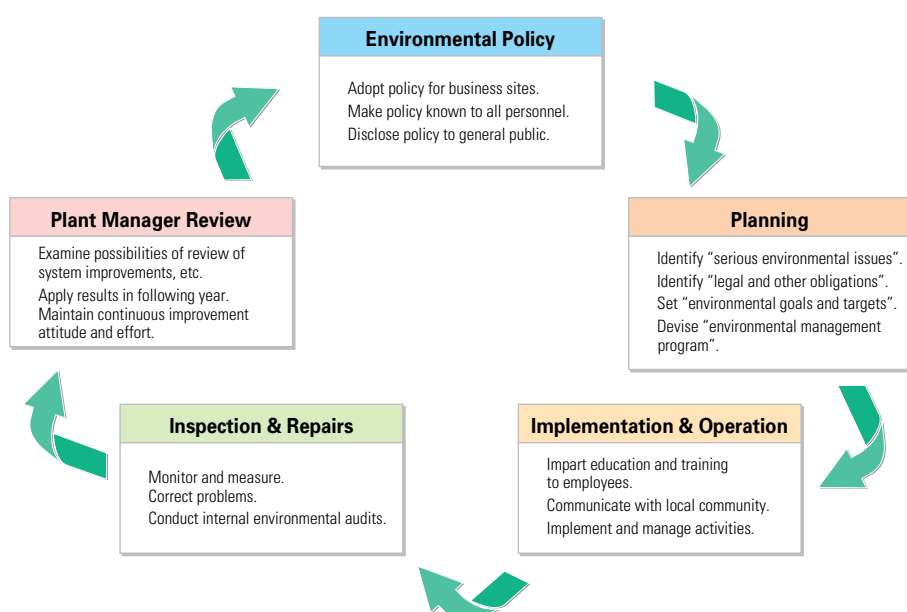 Environmental Policy
Adopt policy for business sites.
Make policy known to all personnel.
Disclose policy to general public.
Planning
Identify “serious environmental issues”.
Identify “legal and other obligations”.
Set “environmental goals and targets”.
Devise “environmental management
program”.
Implementation & Operation
Impart education and training
to employees.
Communicate with local community.
Implement and manage activities.
Inspection & Repairs
Monitor and measure.
Correct problems.
Conduct internal environmental audits.
Plant Manager Review
Examine possibilities of review of
system improvements, etc.
Apply results in following year.
Maintain continuous improvement
attitude and effort.